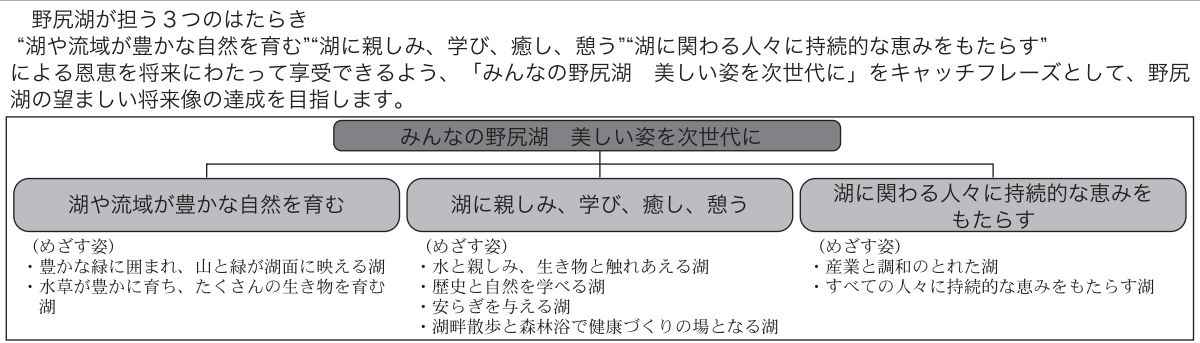 野尻湖が担う３つのはたらき
“湖や流域が豊かな自然を育む”“湖に親しみ、学び、癒し、憩う”“湖に関わる人々に持続的な恵みをもたらす”
による恩恵を将来にわたって享受できるよう、「みんなの野尻湖　美しい姿を次世代に」をキャッチフレーズとして、野尻
湖の望ましい将来像の達成を目指します。
みんなの野尻湖　美しい姿を次世代に
湖や流域が豊かな自然を育む
（めざす姿）
・豊かな緑に囲まれ、山と緑が湖面に映える湖
・水草が豊かに育ち、たくさんの生き物を育む
湖
湖に親しみ、学び、癒し、憩う
（めざす姿）
・水と親しみ、生き物と触れあえる湖
・歴史と自然を学べる湖
・安らぎを与える湖
・湖畔散歩と森林浴で健康づくりの場となる湖
湖に関わる人々に持続的な恵みを
もたらす
（めざす姿）
・産業と調和のとれた湖
・すべての人々に持続的な恵みをもたらす湖